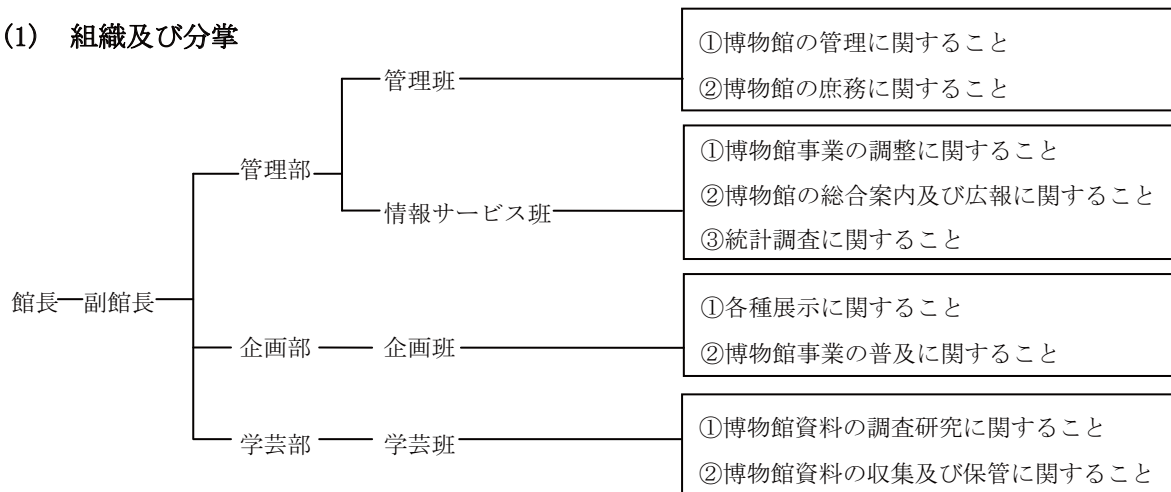 (1) 組織及び分掌
①博物館の管理に関すること
管理班
②博物館の庶務に関すること
①博物館事業の調整に関すること
管理部
②博物館の総合案内及び広報に関すること
情報サービス班
③統計調査に関すること
館長 副館長
①各種展示に関すること
企画部 企画班
②博物館事業の普及に関すること
①博物館資料の調査研究に関すること
学芸部 学芸班
②博物館資料の収集及び保管に関すること